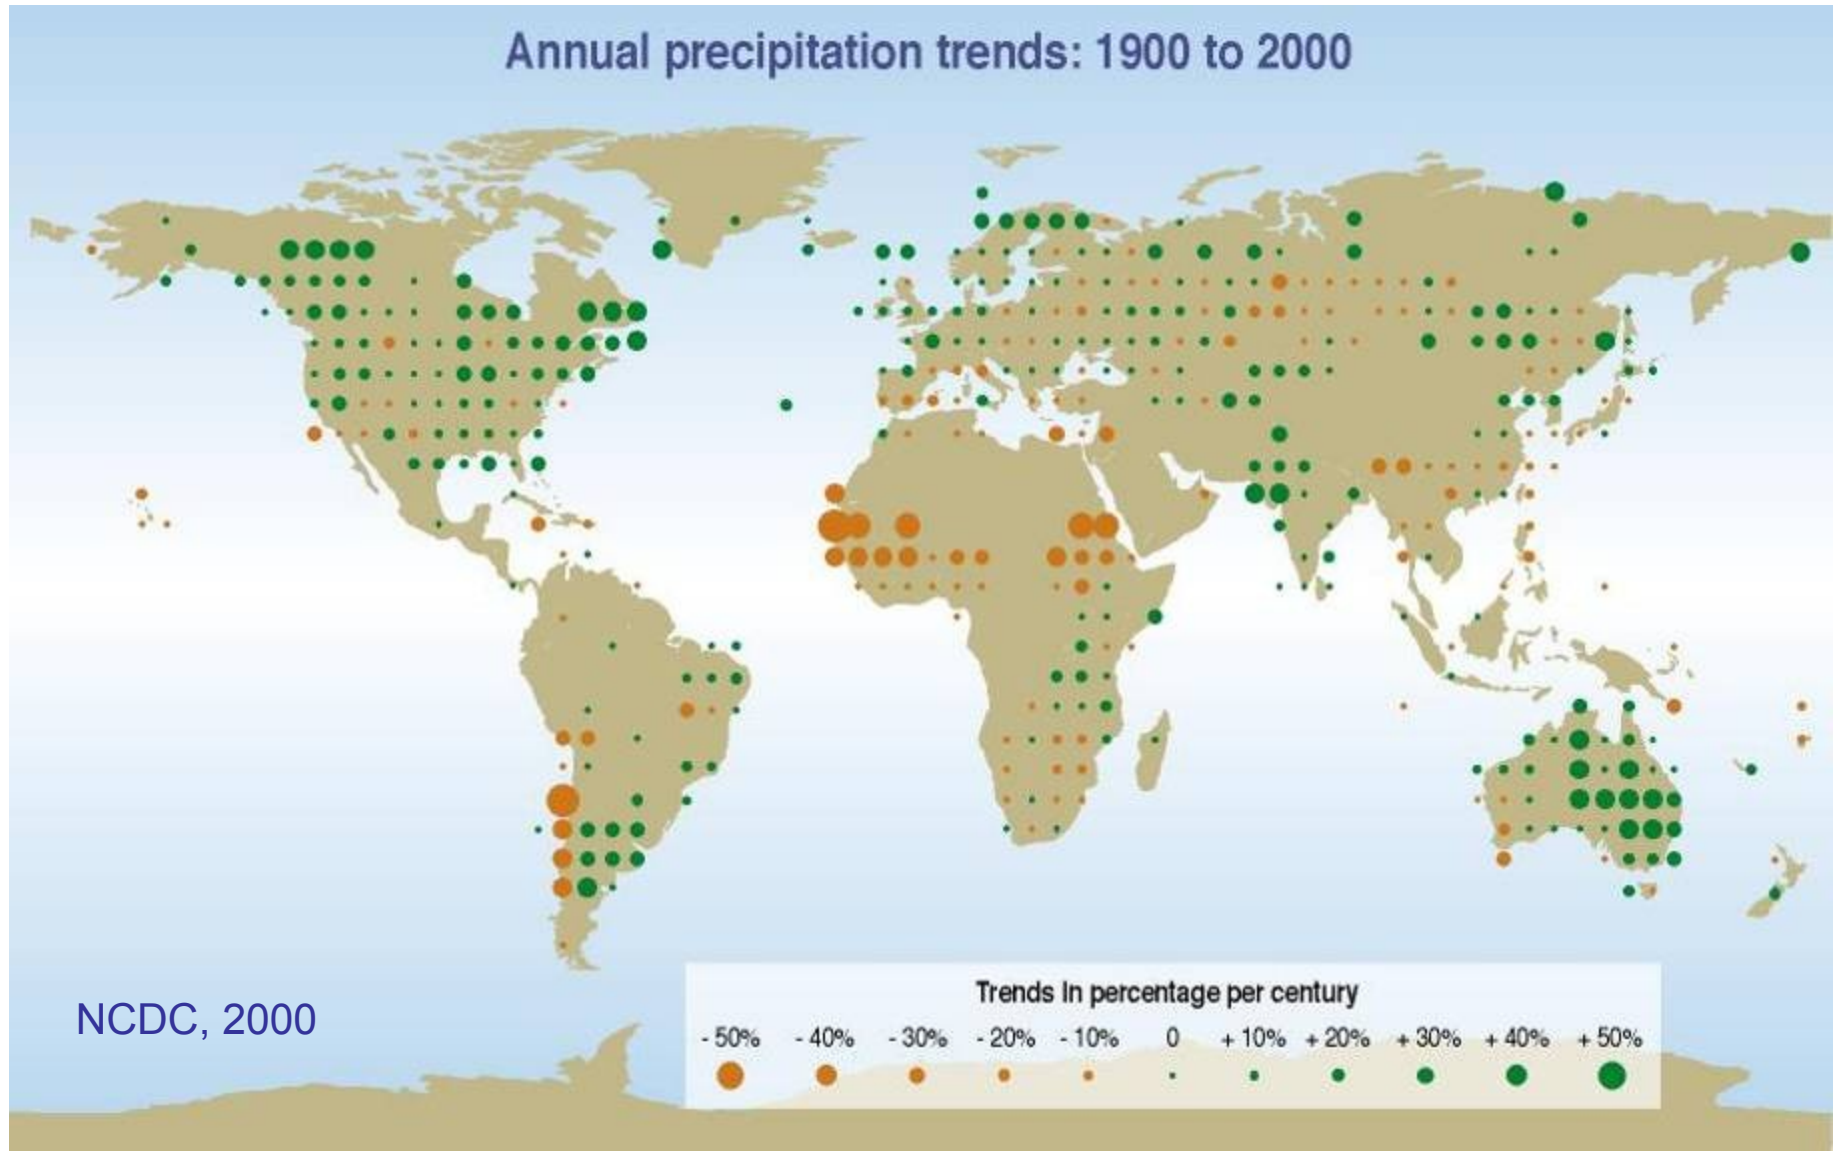 Annual precipitation trends: 1900 to 2000
NCDC, 2000
Trends In percentage per century
- 50% - 40% - 30% - 20% - 10% 0 + 10% + 20% + 30% + 40% + 50%